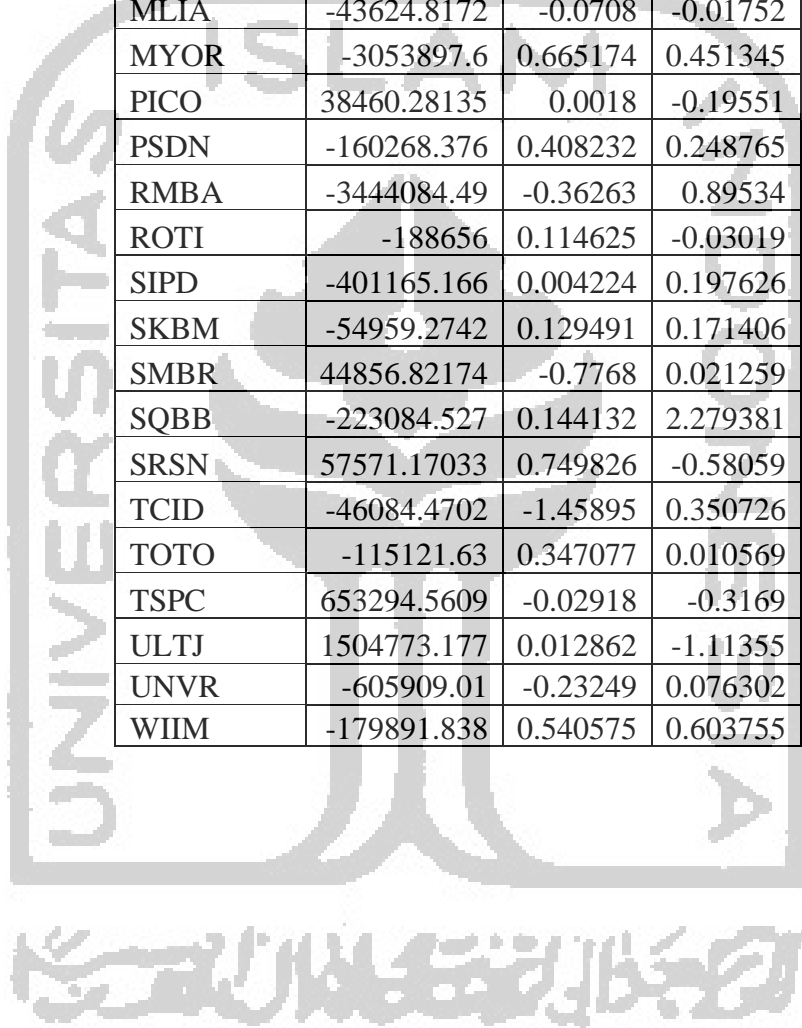 MLIA -43624.8172 -0.0708 -0.01752
MYOR -3053897.6 0.665174 0.451345
PICO 38460.28135 0.0018 -0.19551
PSDN -160268.376 0.408232 0.248765
RMBA -3444084.49 -0.36263 0.89534
ROTI -188656 0.114625 -0.03019
SIPD -401165.166 0.004224 0.197626
SKBM -54959.2742 0.129491 0.171406
SMBR 44856.82174 -0.7768 0.021259
SQBB -223084.527 0.144132 2.279381
SRSN 57571.17033 0.749826 -0.58059
TCID -46084.4702 -1.45895 0.350726
TOTO -115121.63 0.347077 0.010569
TSPC 653294.5609 -0.02918 -0.3169
ULTJ 1504773.177 0.012862 -1.11355
UNVR -605909.01 -0.23249 0.076302
WIIM -179891.838 0.540575 0.603755
UNIVERSITAS
ISLAM
INDONESIA